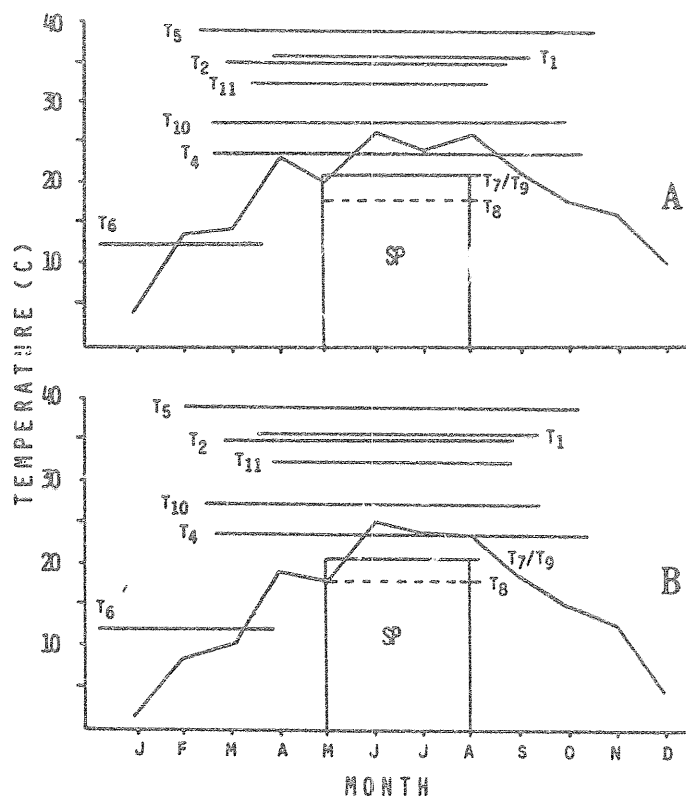 40
T5
T1
T2
T11
30
T10
T4
20
T7/T9
A
T8
T6
SP
10
TEMPERATURE (C)
40
T5
T1
T2
T11
30
T10
T4
20
T7/T9
T8
B
T6
SP
10
J F M A M J J A S O N D
MONTH